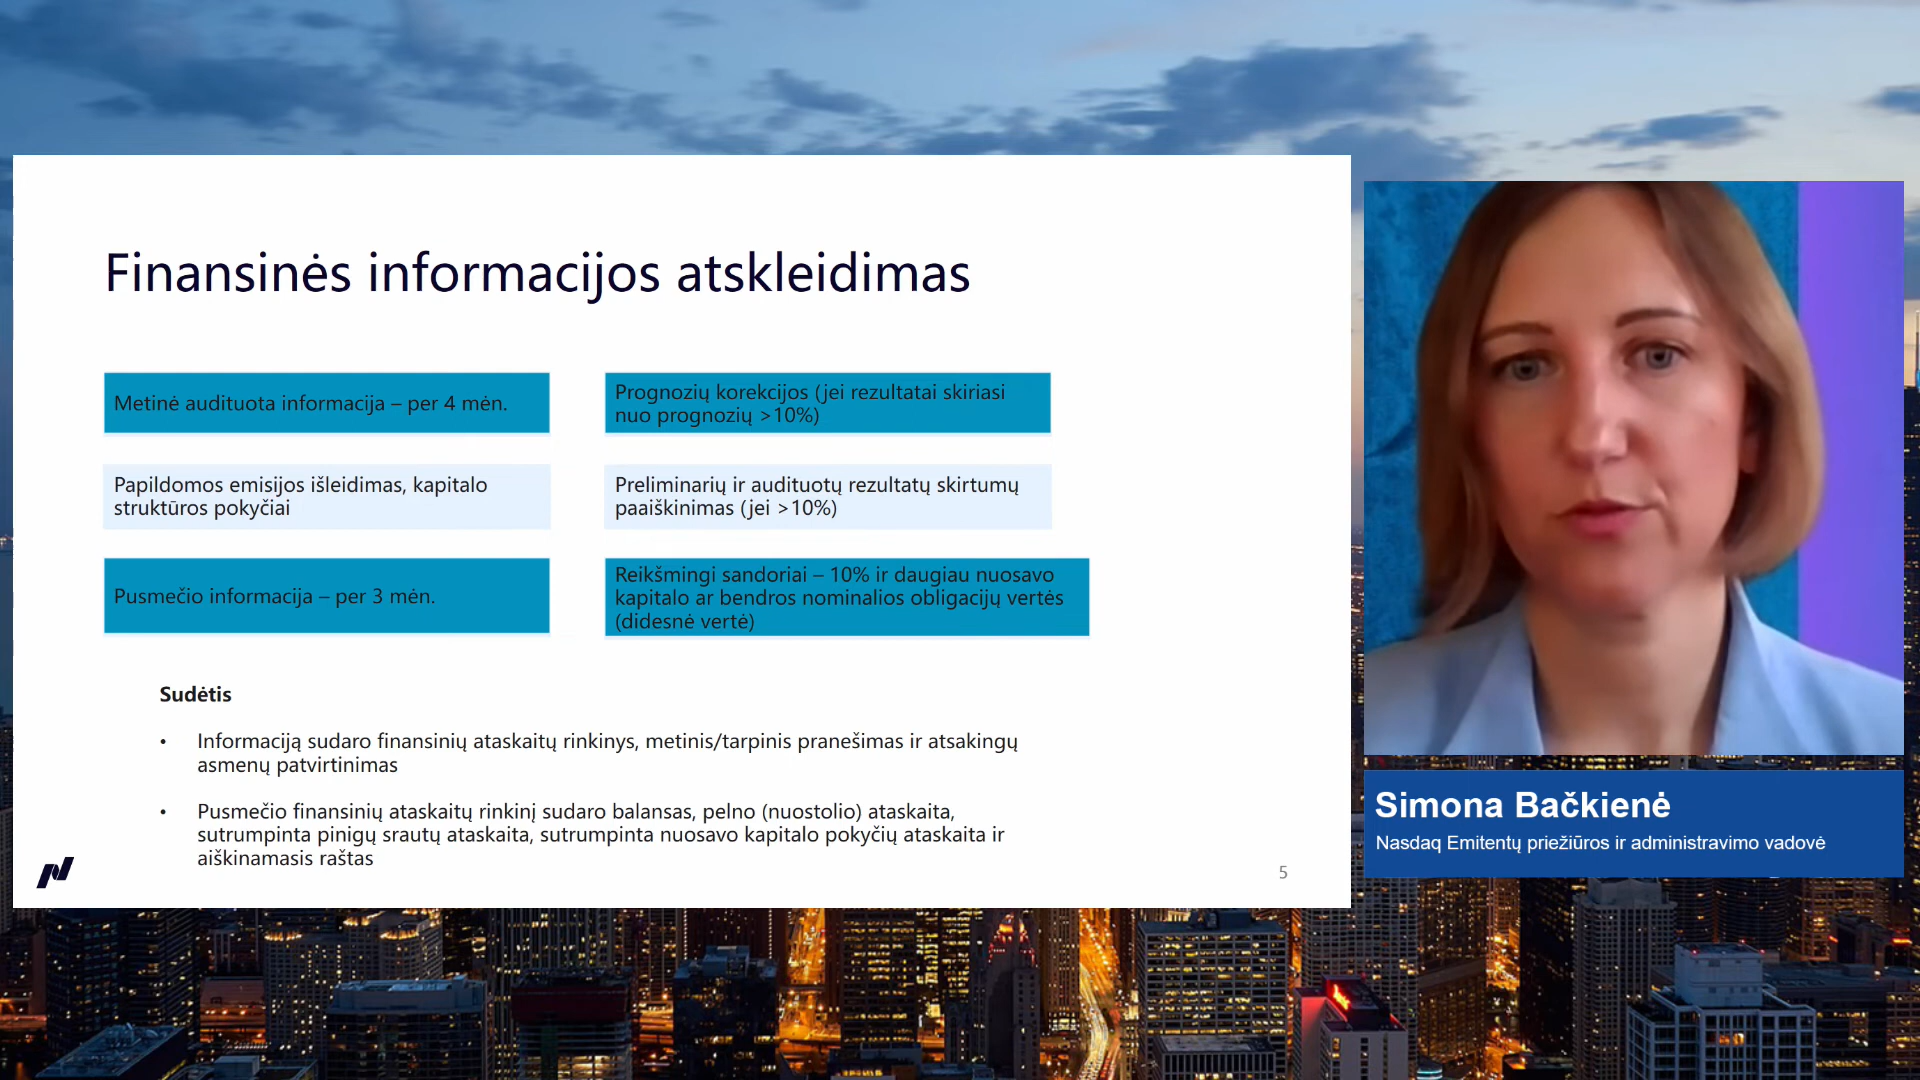 Finansinės informacijos atskleidimas
Metinė audituota informacija – per 4 mėn.
Prognozių korekcijos (jei rezultatai skiriasi
nuo prognozių >10%)
Papildomos emisijos išleidimas, kapitalo
struktūros pokyčiai
Preliminarių ir audituotų rezultatų skirtumų
paaiškinimas (jei >10%)
Pusmečio informacija – per 3 mėn.
Reikšmingi sandoriai – 10% ir daugiau nuosavo
kapitalo ar bendros nominalios obligacijų vertės
(didesnė vertė)
Sudėtis
• Informaciją sudaro finansinių ataskaitų rinkinys, metinis/tarpinis pranešimas ir atsakingų
asmenų patvirtinimas
• Pusmečio finansinių ataskaitų rinkinį sudaro balansas, pelno (nuostolio) ataskaita,
sutrumpinta pinigų srautų ataskaita, sutrumpinta nuosavo kapitalo pokyčių ataskaita ir
aiškinamasis raštas
5
Simona Bačkienė
Nasdaq Emitentų priežiūros ir administravimo vadovė